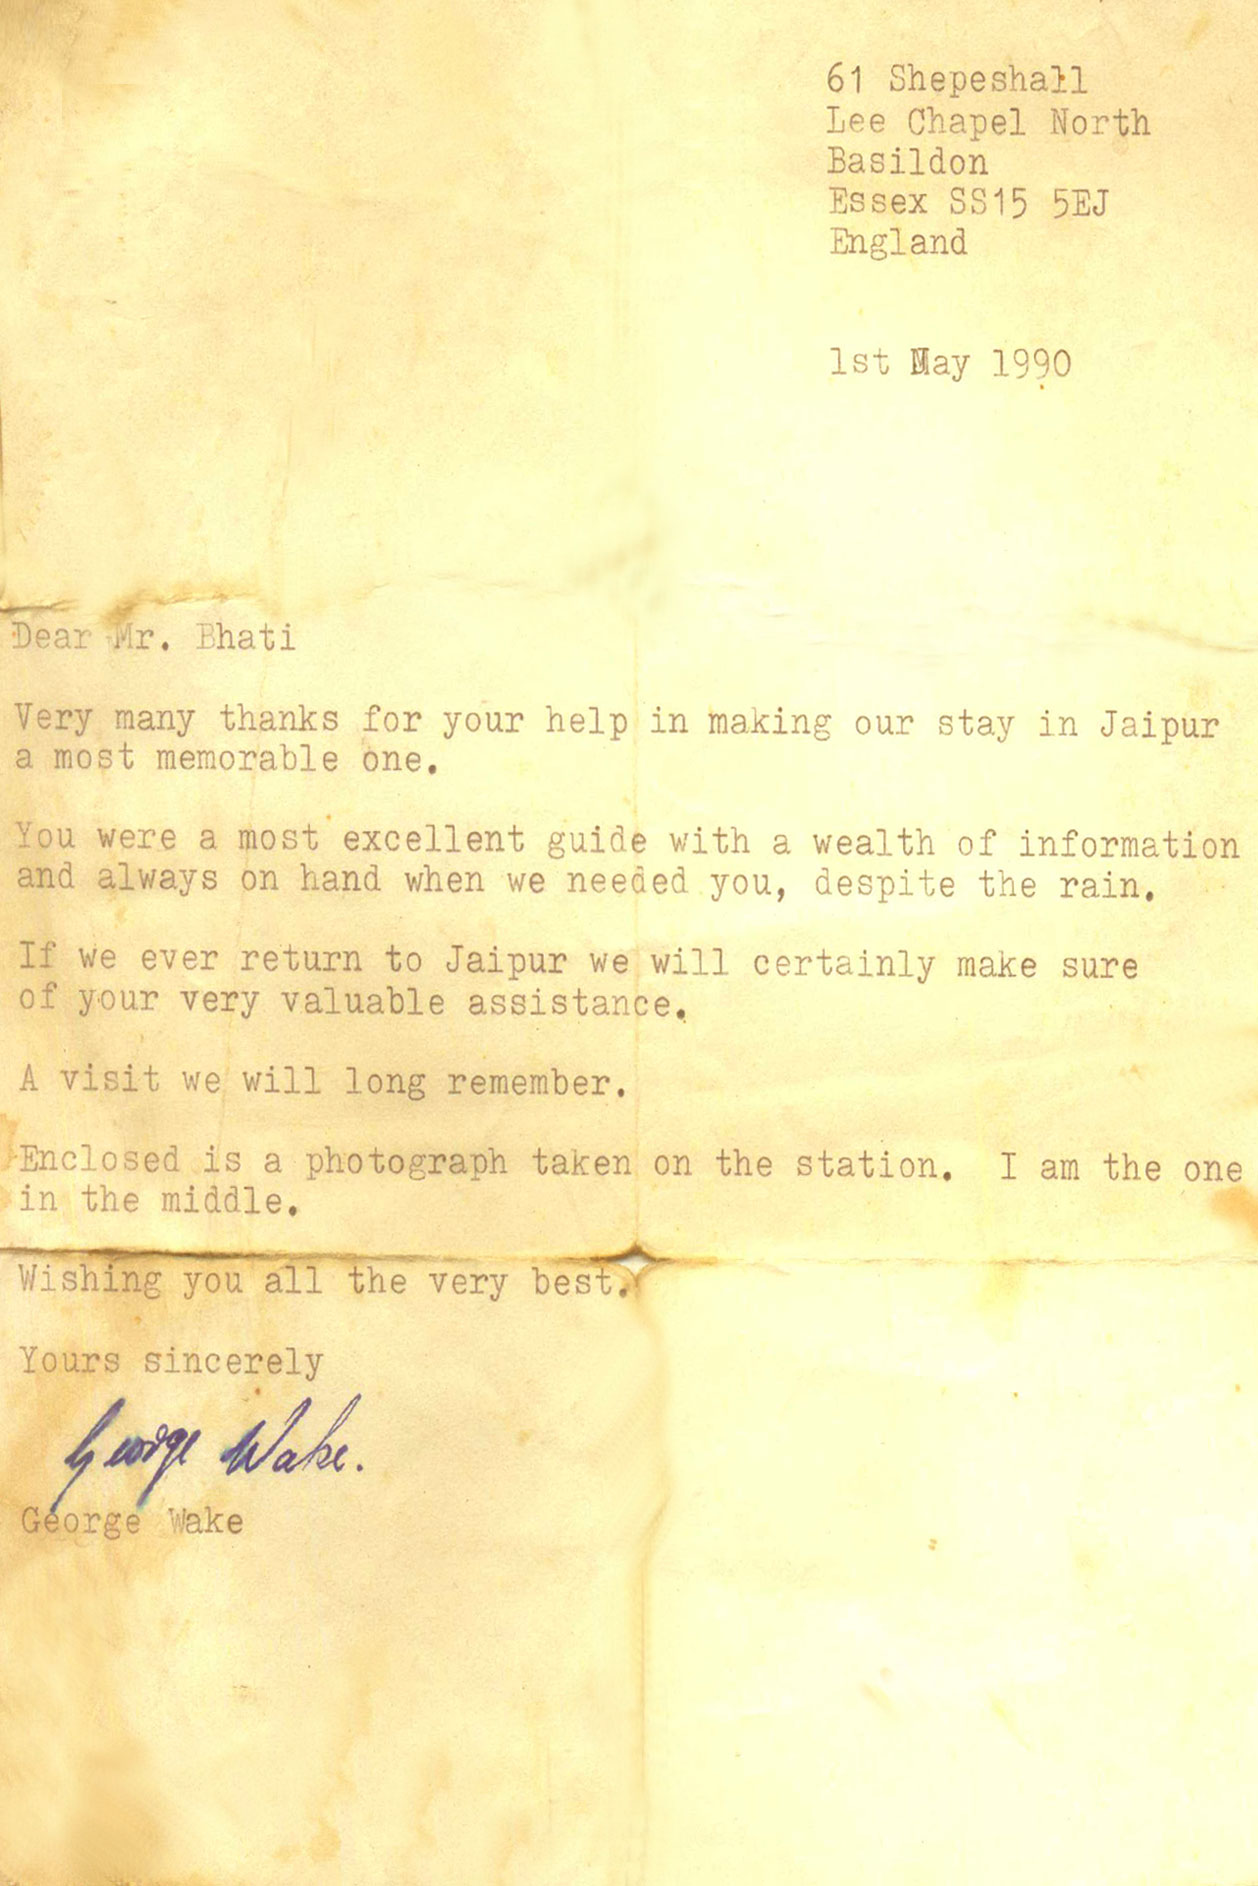 61 Shepeshall
Lee Chapel North
Basildon
Essex SS15 5EJ
England
1st May 1990
Dear Mr. Bhati
Very many thanks for your help in making our stay in Jaipur
a most memorable one.
You were a most excellent guide with a wealth of information
and always on hand when we needed you, despite the rain.
If we ever return to Jaipur we will certainly make sure
of your very valuable assistance.
A visit we will long remember.
Enclosed is a photograph taken on the station.  I am the one
in the middle.
Wishing you all the very best.
Yours sincerely
George Wake.
George Wake